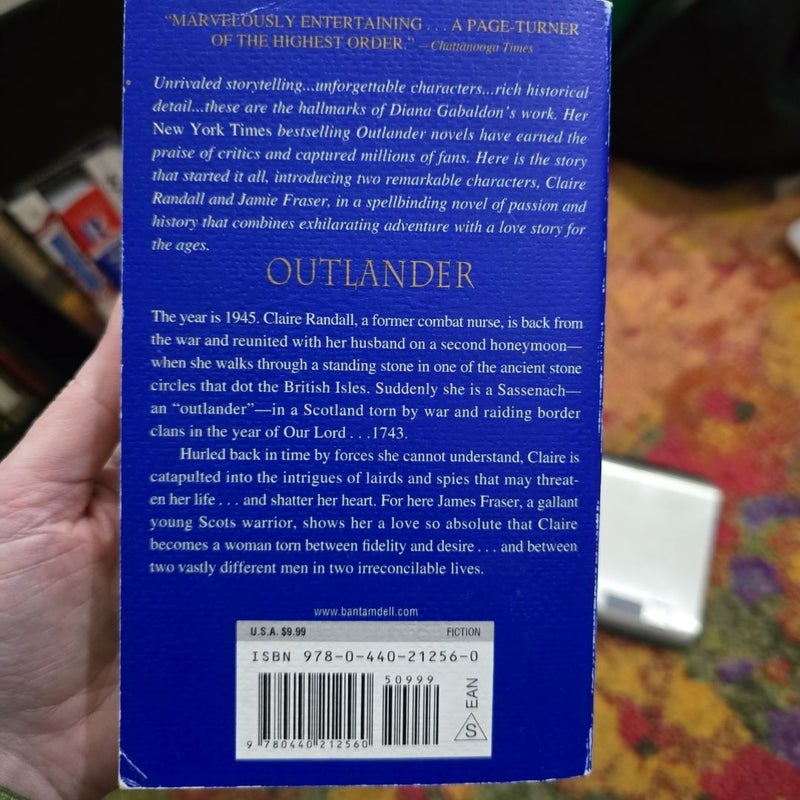 "MARVELOUSLY ENTERTAINING . . . A PAGE-TURNER
OF THE HIGHEST ORDER." —Chattanooga Times
Unrivaled storytelling...unforgettable characters...rich historical
detail...these are the hallmarks of Diana Gabaldon's work. Her
New York Times bestselling Outlander novels have earned the
praise of critics and captured millions of fans. Here is the story
that started it all, introducing two remarkable characters, Claire
Randall and Jamie Fraser, in a spellbinding novel of passion and
history that combines exhilarating adventure with a love story for
the ages.
OUTLANDER
The year is 1945. Claire Randall, a former combat nurse, is back from
the war and reunited with her husband on a second honeymoon—
when she walks through a standing stone in one of the ancient stone
circles that dot the British Isles. Suddenly she is a Sassenach—
an "outlander"—in a Scotland torn by war and raiding border
clans in the year of Our Lord . . . 1743.
Hurled back in time by forces she cannot understand, Claire is
catapulted into the intrigues of lairds and spies that may threat-
en her life . . . and shatter her heart. For here James Fraser, a gallant
young Scots warrior, shows her a love so absolute that Claire
becomes a woman torn between fidelity and desire . . . and between
two vastly different men in two irreconcilable lives.
www.bantamdell.com
U.S.A. $9.99 FICTION
ISBN 978-0-440-21256-0
50999
EAN
S
9 780440 212560